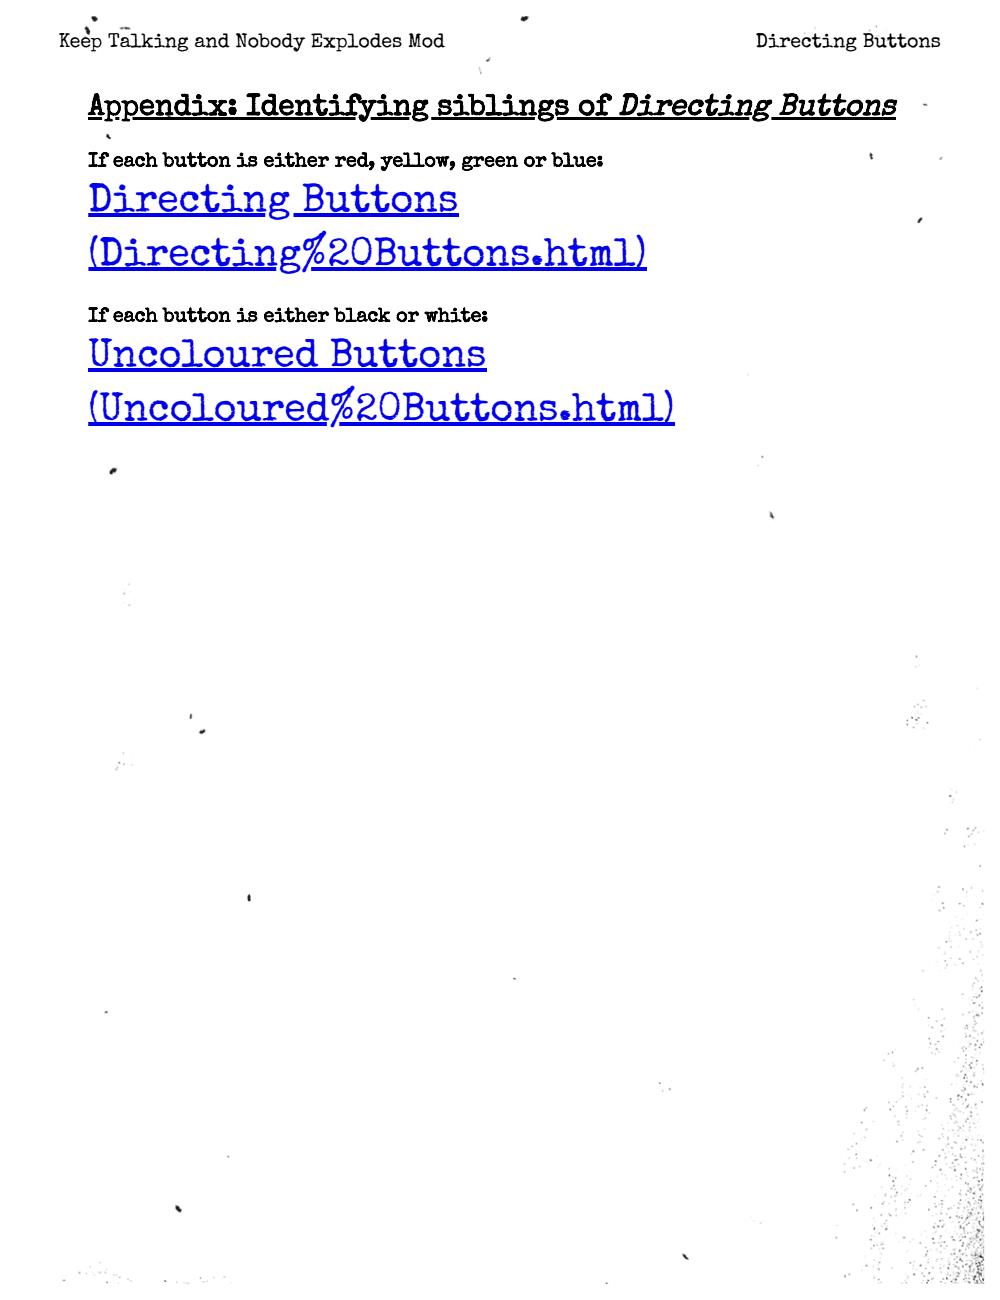 Keep Talking and Nobody Explodes Mod
Directing Buttons
Appendix: Identifying siblings of Directing Buttons
If each button is either red, yellow, green or blue:
Directing Buttons
(Directing%20Buttons.html)
If each button is either black or white:
Uncoloured Buttons
(Uncoloured%20Buttons.html)